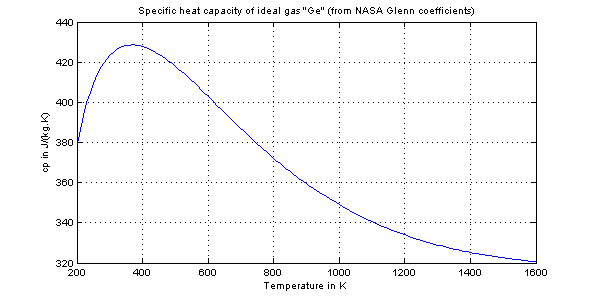 Specific heat capacity of ideal gas "Ge" (from NASA Glenn coefficients)
440
420
400
380
360
340
320
cp in J/(kg.K)
200 400 600 800 1000 1200 1400 1600
Temperature in K